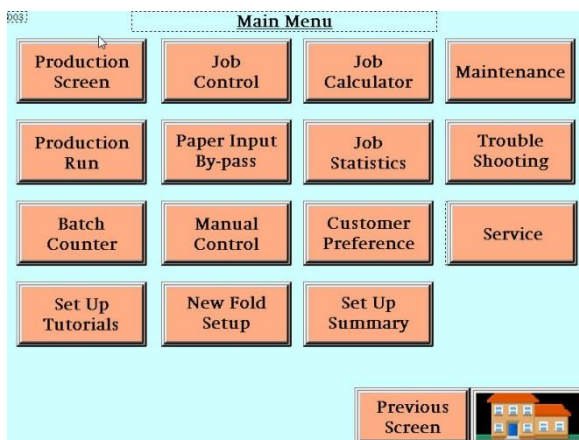 003
Main Menu
Production
Screen
Job
Control
Job
Calculator
Maintenance
Production
Run
Paper Input
By-pass
Job
Statistics
Trouble
Shooting
Batch
Counter
Manual
Control
Customer
Preference
Service
Set Up
Tutorials
New Fold
Setup
Set Up
Summary
Previous
Screen